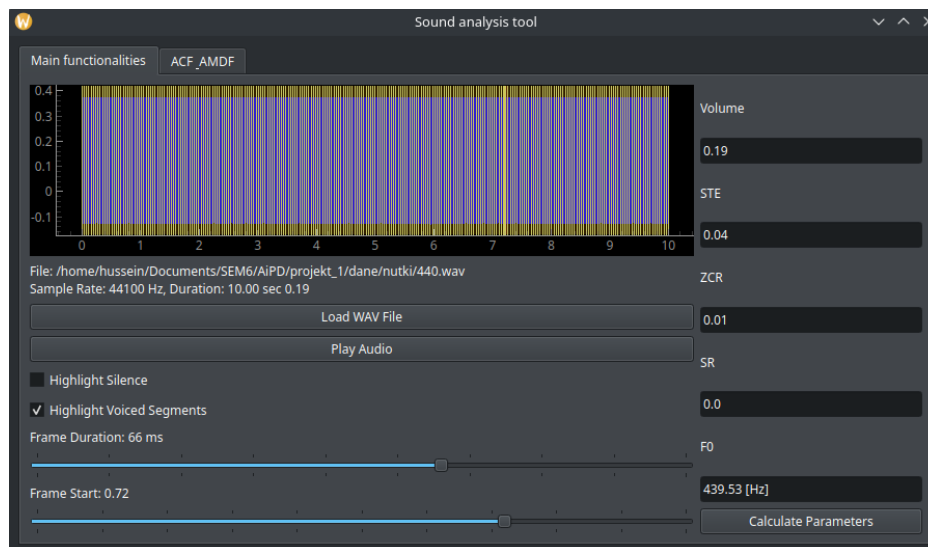 Sound analysis tool
Main functionalities
ACF_AMDF
0.4
0.3
0.2
0.1
0
-0.1
0 1 2 3 4 5 6 7 8 9 10
File: /home/hussein/Documents/SEM6/AiPD/projekt_1/dane/nutki/440.wav
Sample Rate: 44100 Hz, Duration: 10.00 sec 0.19
Load WAV File
Play Audio
Highlight Silence
Highlight Voiced Segments
Frame Duration: 66 ms
Frame Start: 0.72
Volume
0.19
STE
0.04
ZCR
0.01
SR
0.0
F0
439.53 [Hz]
Calculate Parameters